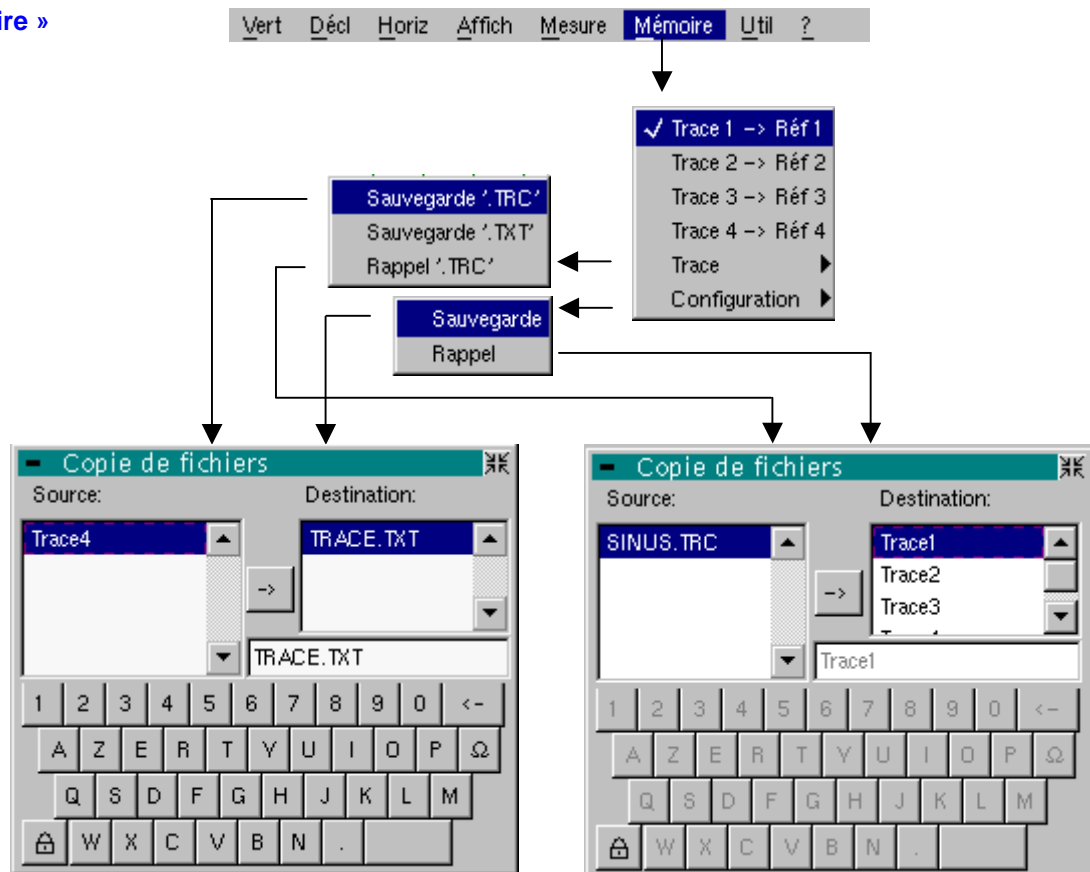 ire »
Vert Décl Horiz Affich Mesure Mémoire Util ?
✓ Trace 1 –> Réf 1
Trace 2 –> Réf 2
Trace 3 –> Réf 3
Trace 4 –> Réf 4
Trace
Configuration
Sauvegarde '.TRC'
Sauvegarde '.TXT'
Rappel '.TRC'
Sauvegarde
Rappel
Copie de fichiers
Source: Destination:
Trace4 TRACE.TXT
->
TRACE.TXT
1 2 3 4 5 6 7 8 9 0 <-
A Z E R T Y U I O P Ω
Q S D F G H J K L M
W X C V B N .
Copie de fichiers
Source: Destination:
SINUS.TRC Trace1
Trace2
->
Trace3
Trace1
1 2 3 4 5 6 7 8 9 0 <-
A Z E R T Y U I O P Ω
Q S D F G H J K L M
W X C V B N .